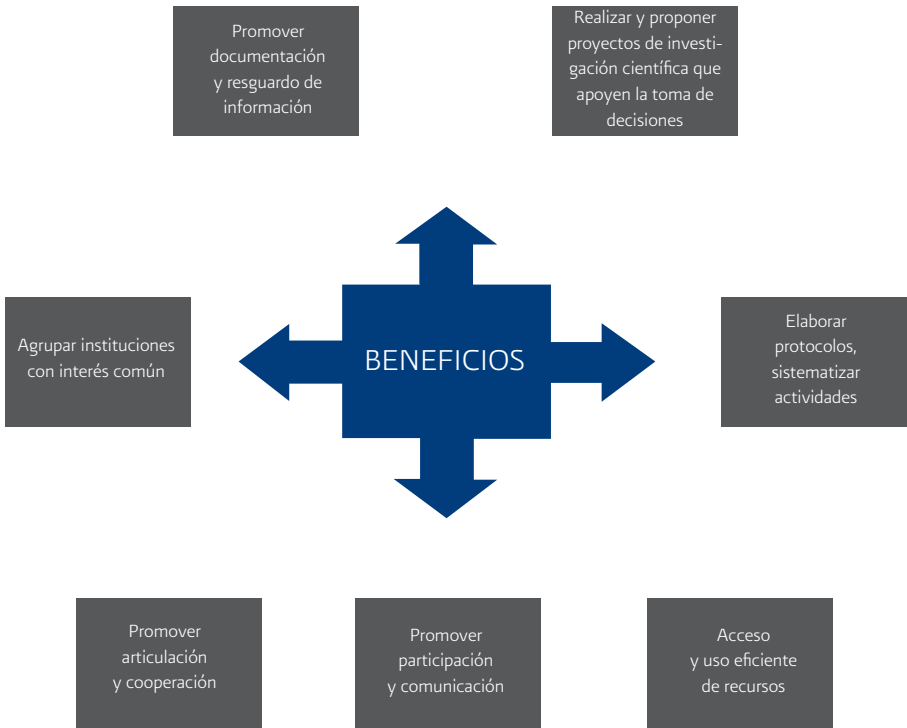 Promover
documentación
y resguardo de
información
Realizar y proponer
proyectos de investi-
gación científica que
apoyen la toma de
decisiones
Agrupar instituciones
con interés común
BENEFICIOS
Elaborar
protocolos,
sistematizar
actividades
Promover
articulación
y cooperación
Promover
participación
y comunicación
Acceso
y uso eficiente
de recursos